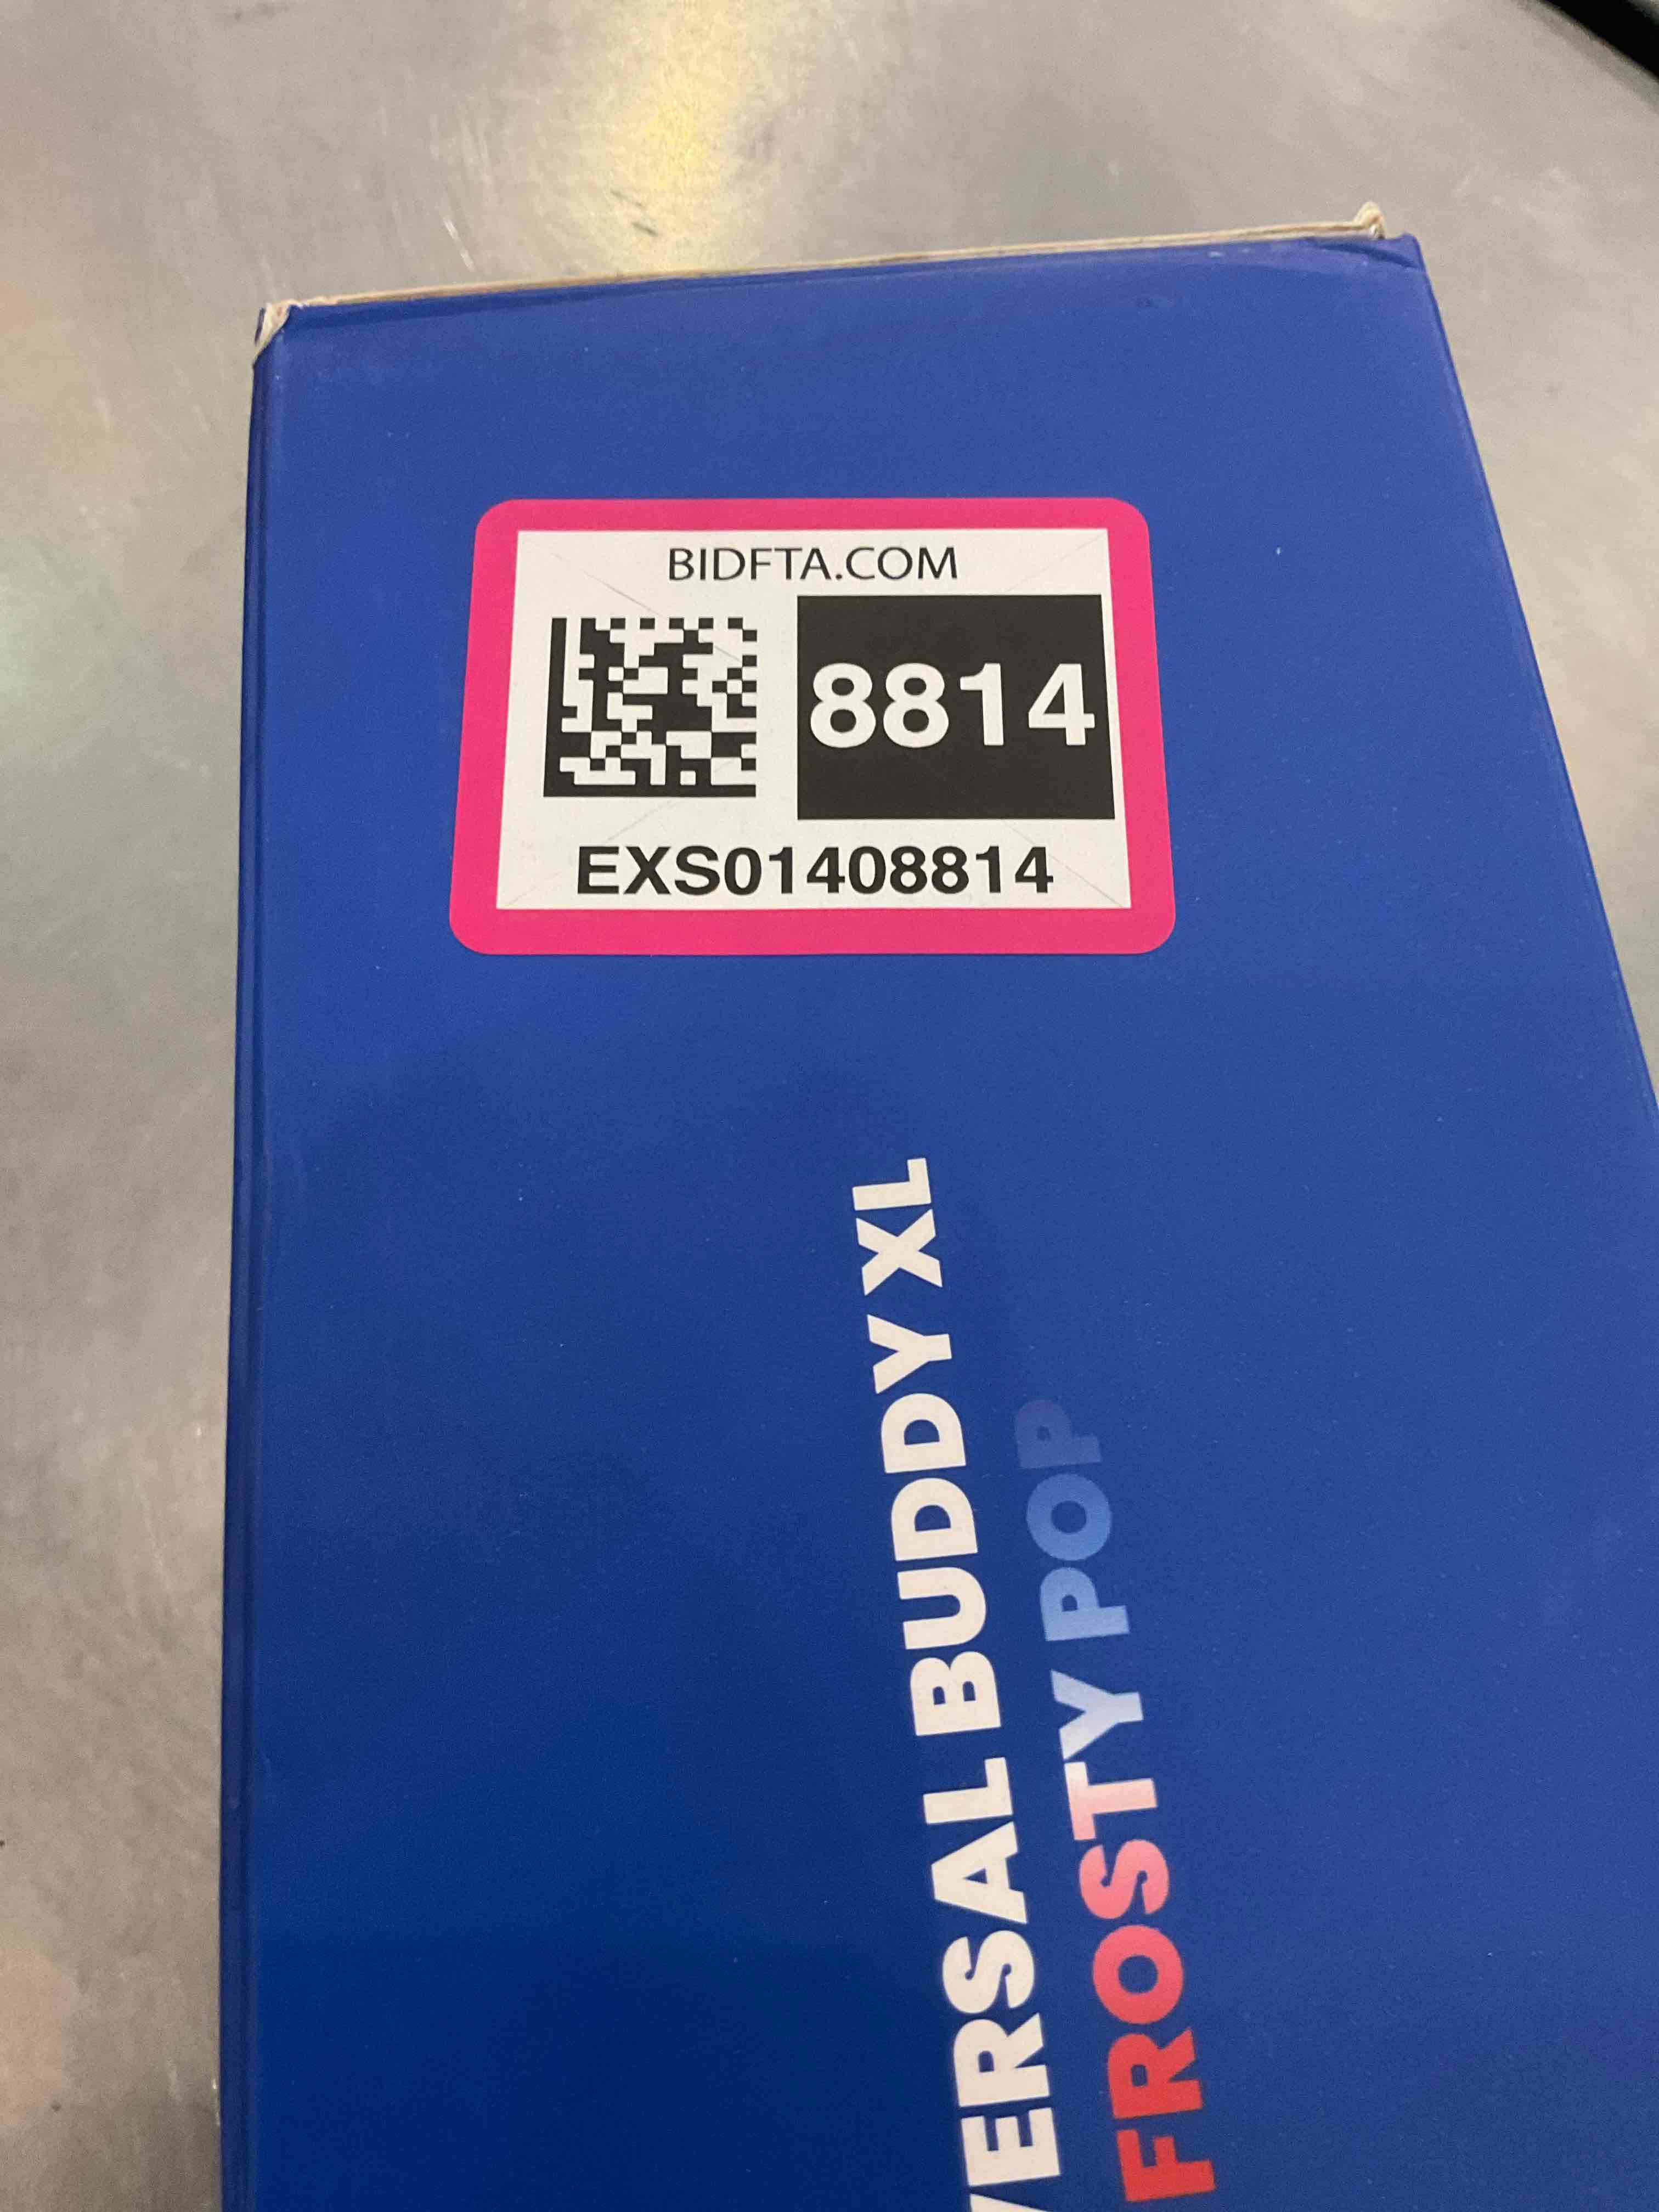 BIDFTA.COM
8814
EXS01408814
VERSAL BUDDY XL
FROSTY POP